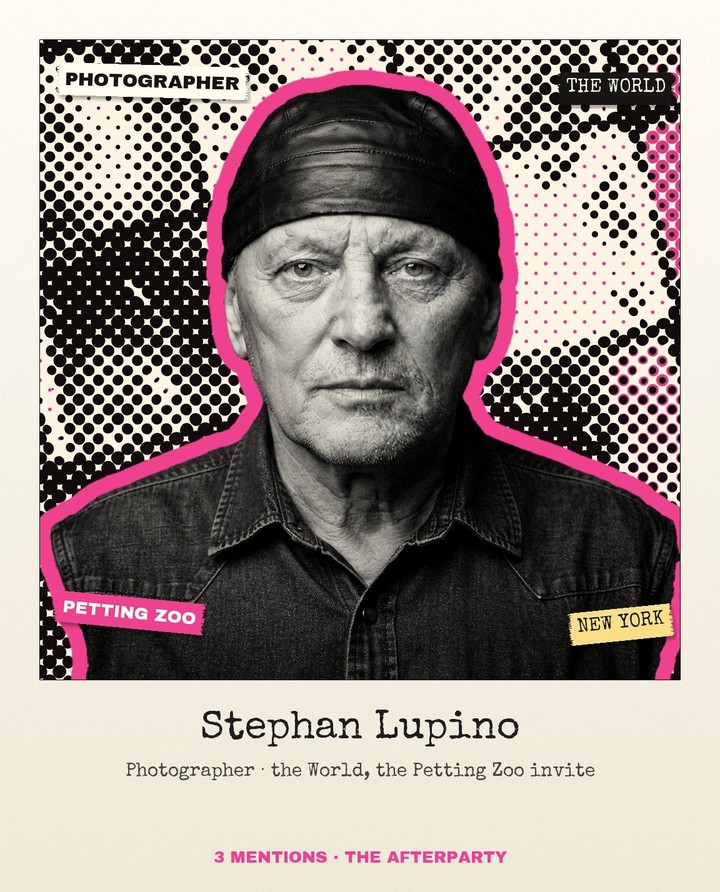 PHOTOGRAPHER
THE WORLD
PETTING ZOO
NEW YORK
Stephan Lupino
Photographer · the World, the Petting Zoo invite
3 MENTIONS · THE AFTERPARTY